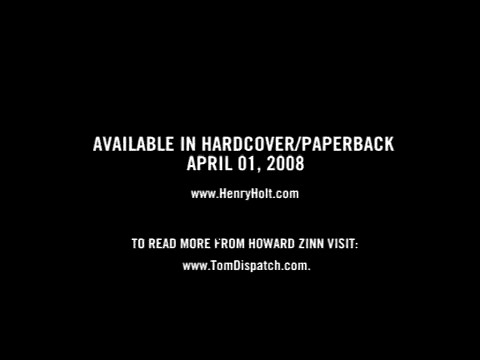 AVAILABLE IN HARDCOVER/PAPERBACK
APRIL 01, 2008
www.HenryHolt.com
TO READ MORE FROM HOWARD ZINN VISIT:
www.TomDispatch.com.